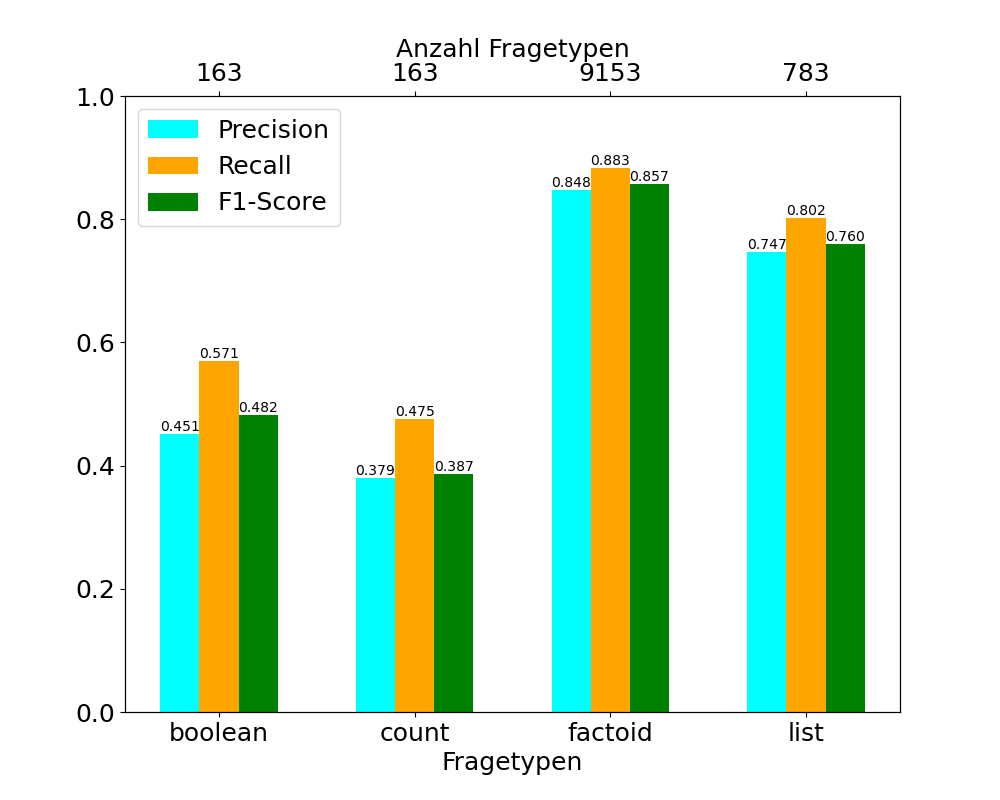 Anzahl Fragetypen
163 163 9153 783
1.0
0.8
0.6
0.4
0.2
0.0
Precision
Recall
F1-Score
0.451 0.571 0.482
0.379 0.475 0.387
0.848 0.883 0.857
0.747 0.802 0.760
boolean count factoid list
Fragetypen